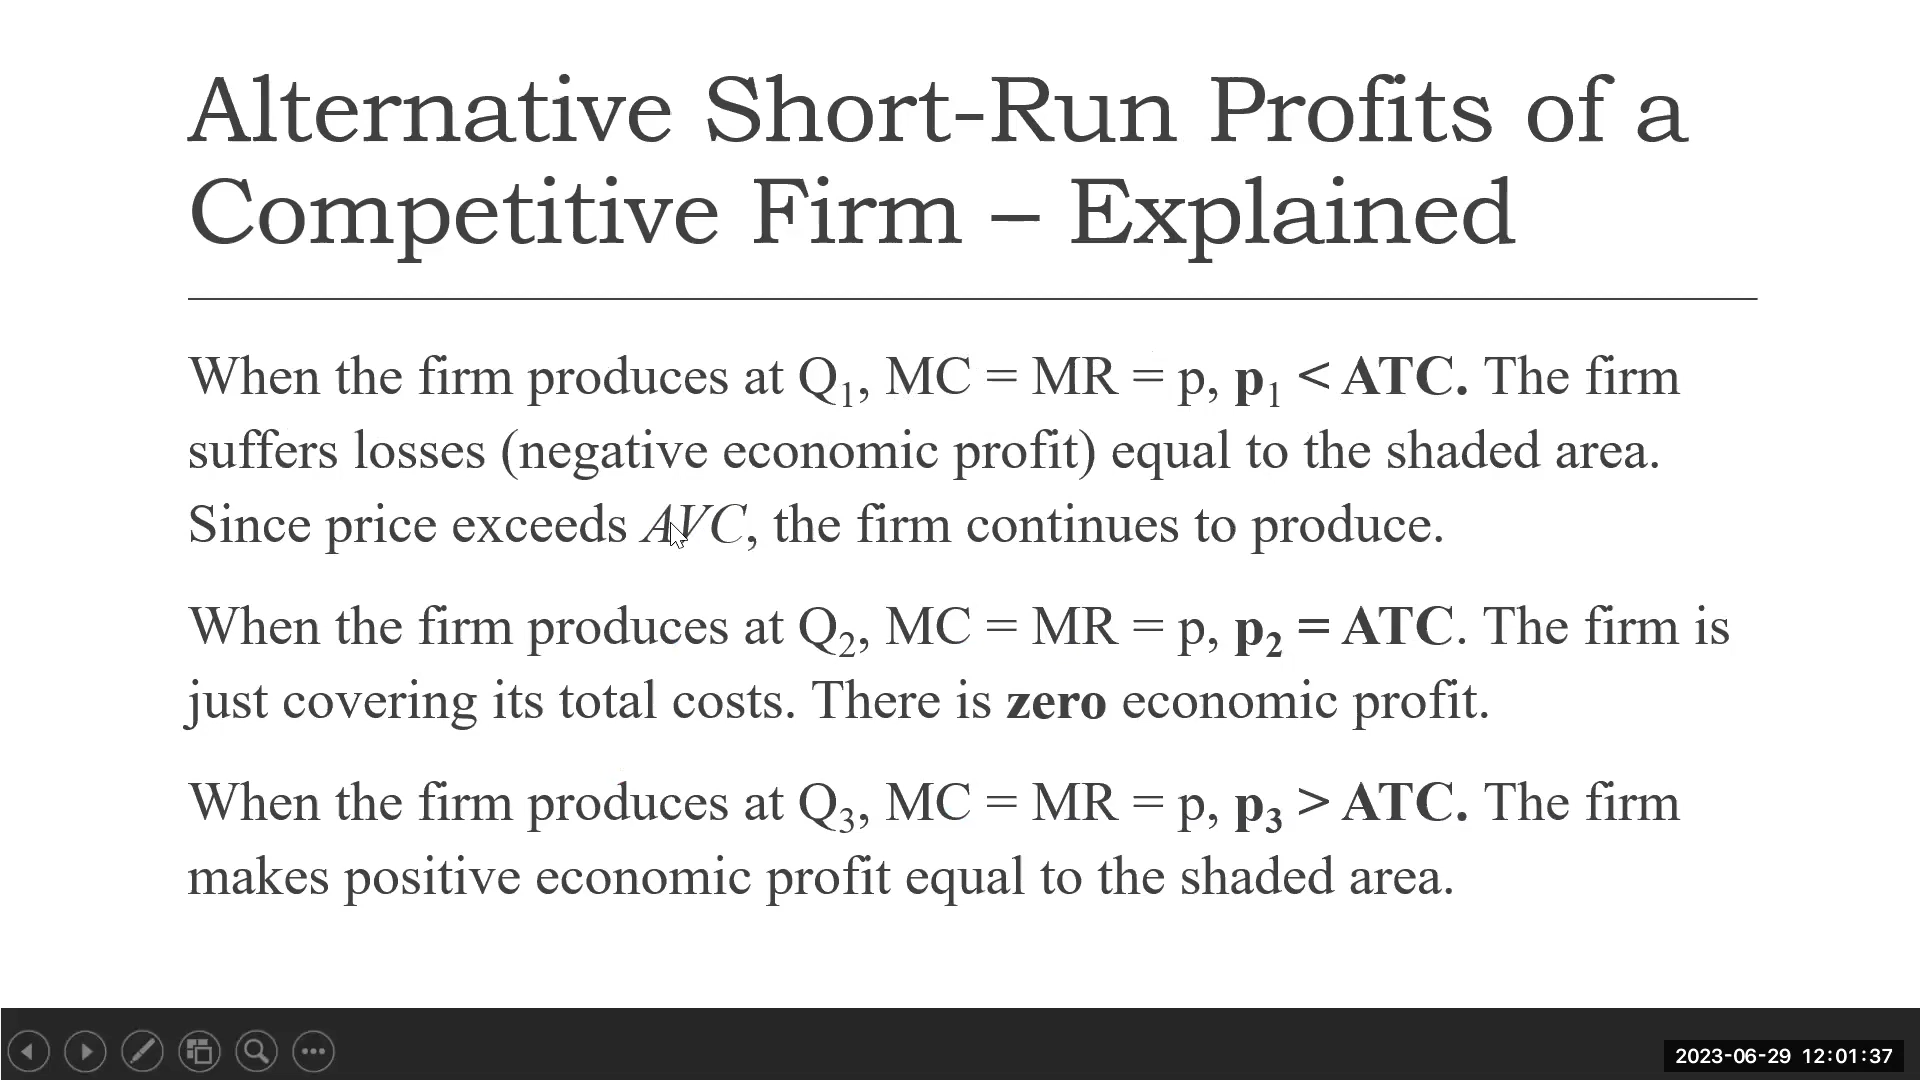 Alternative Short-Run Profits of a
Competitive Firm – Explained
When the firm produces at Q₁, MC = MR = p, p₁ < ATC. The firm
suffers losses (negative economic profit) equal to the shaded area.
Since price exceeds AVC, the firm continues to produce.
When the firm produces at Q₂, MC = MR = p, p₂ = ATC. The firm is
just covering its total costs. There is zero economic profit.
When the firm produces at Q₃, MC = MR = p, p₃ > ATC. The firm
makes positive economic profit equal to the shaded area.
2023-06-29 12:01:37